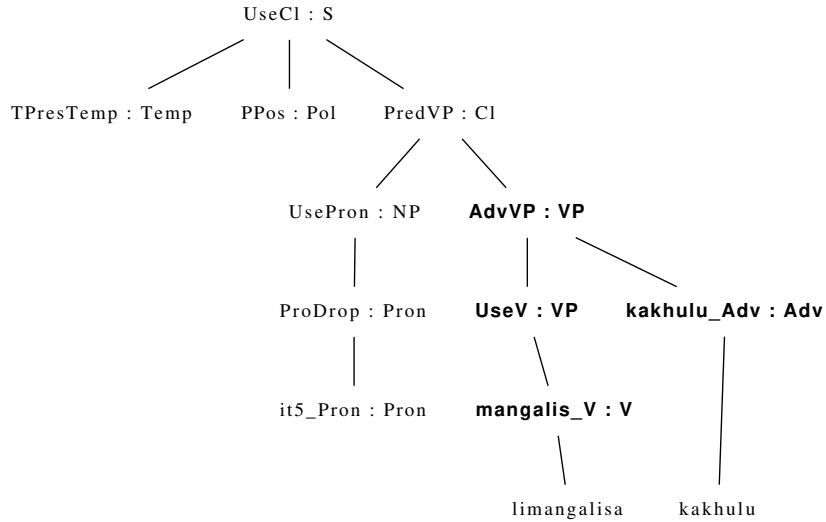 UseCl : S
TPresTemp : Temp PPos : Pol PredVP : Cl
UsePron : NP AdvVP : VP
ProDrop : Pron UseV : VP kakhulu_Adv : Adv
it5_Pron : Pron mangalis_V : V
limangalisa kakhulu